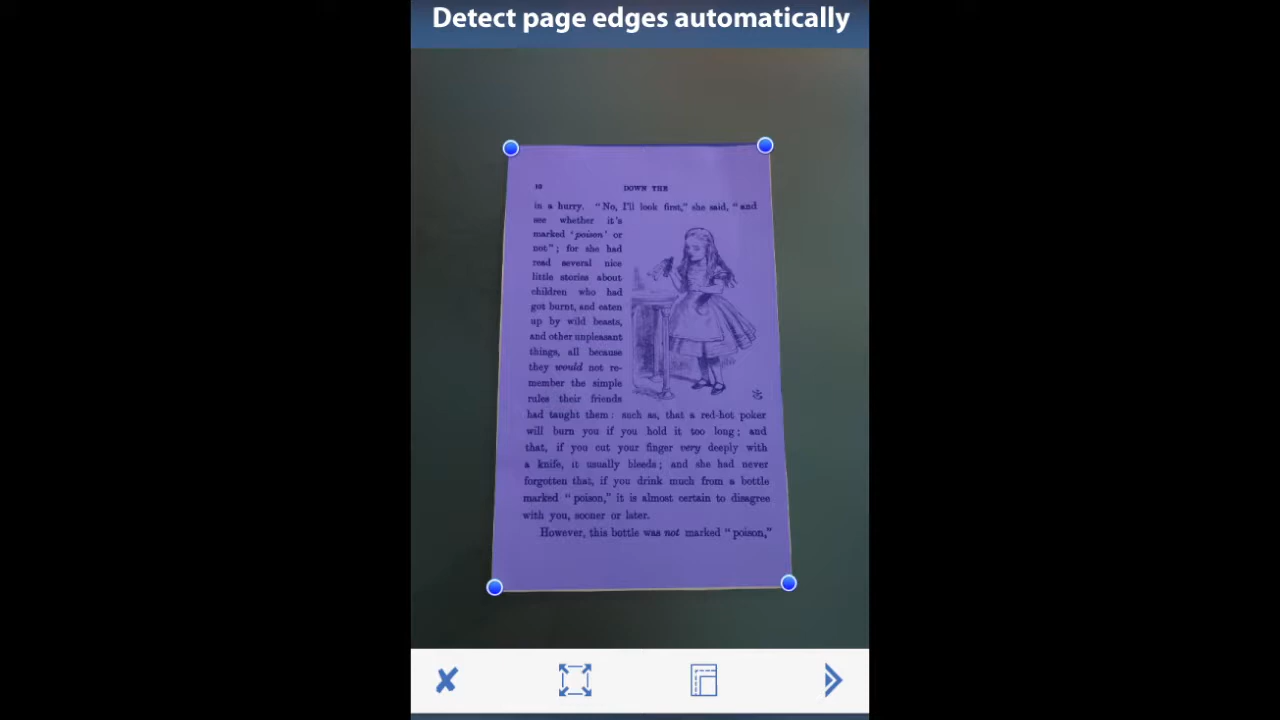 Detect page edges automatically
10 DOWN THE
in a hurry. "No, I'll look first," she said, "and
see whether it's
marked 'poison' or
not"; for she had
read several nice
little stories about
children who had
got burnt, and eaten
up by wild beasts,
and other unpleasant
things, all because
they would not re-
member the simple
rules their friends
had taught them: such as, that a red-hot poker
will burn you if you hold it too long; and
that, if you cut your finger very deeply with
a knife, it usually bleeds; and she had never
forgotten that, if you drink much from a bottle
marked "poison," it is almost certain to disagree
with you, sooner or later.
However, this bottle was not marked "poison,"